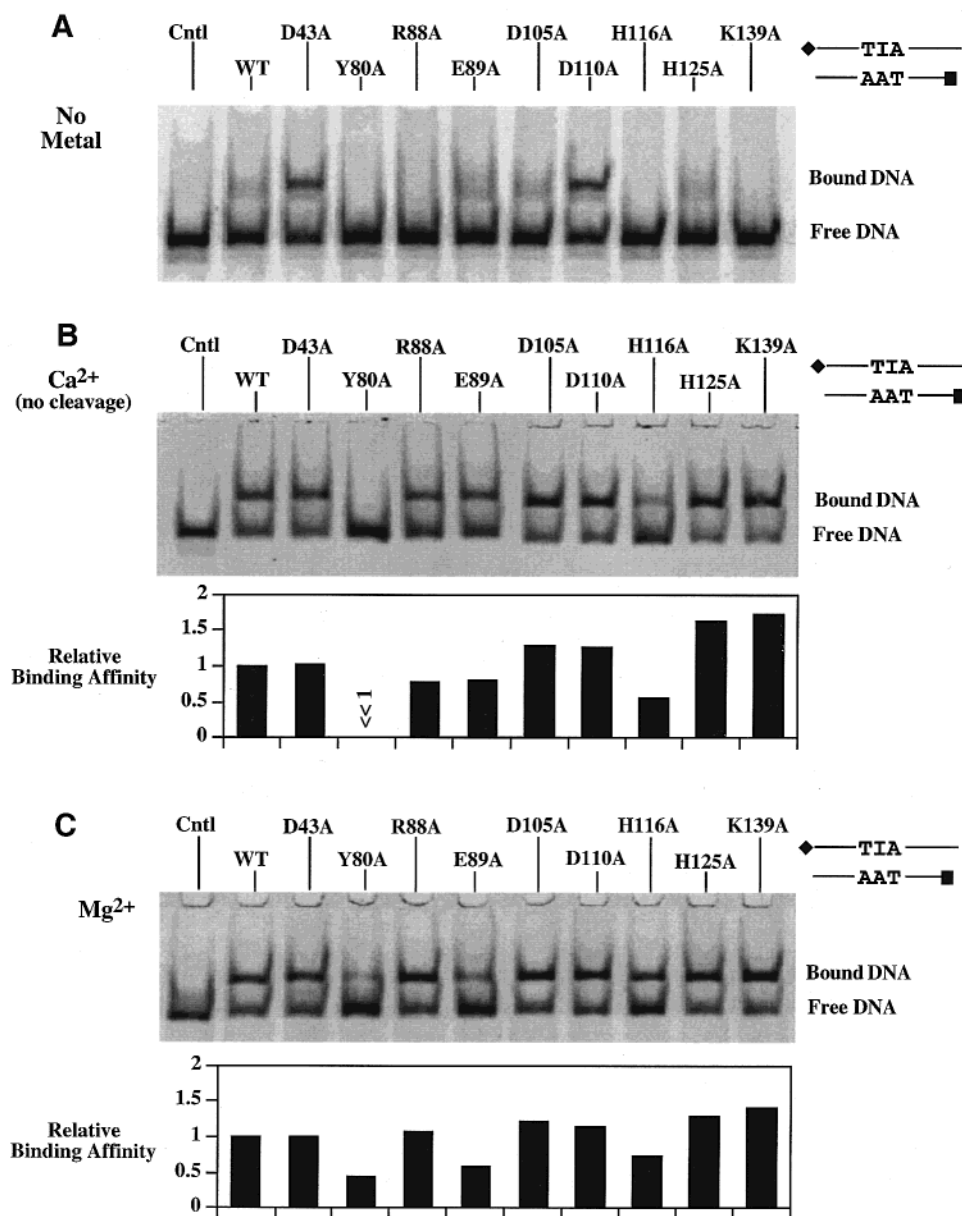 A
Cntl D43A R88A D105A H116A K139A
WT Y80A E89A D110A H125A
TIA
AAT
No
Metal
Bound DNA
Free DNA
B
Cntl D43A R88A D105A H116A K139A
WT Y80A E89A D110A H125A
TIA
AAT
Ca2+
(no cleavage)
Bound DNA
Free DNA
2
1.5
1
0.5
0
Relative
Binding Affinity
<<1
C
Cntl D43A R88A D105A H116A K139A
WT Y80A E89A D110A H125A
TIA
AAT
Mg2+
Bound DNA
Free DNA
2
1.5
1
0.5
0
Relative
Binding Affinity